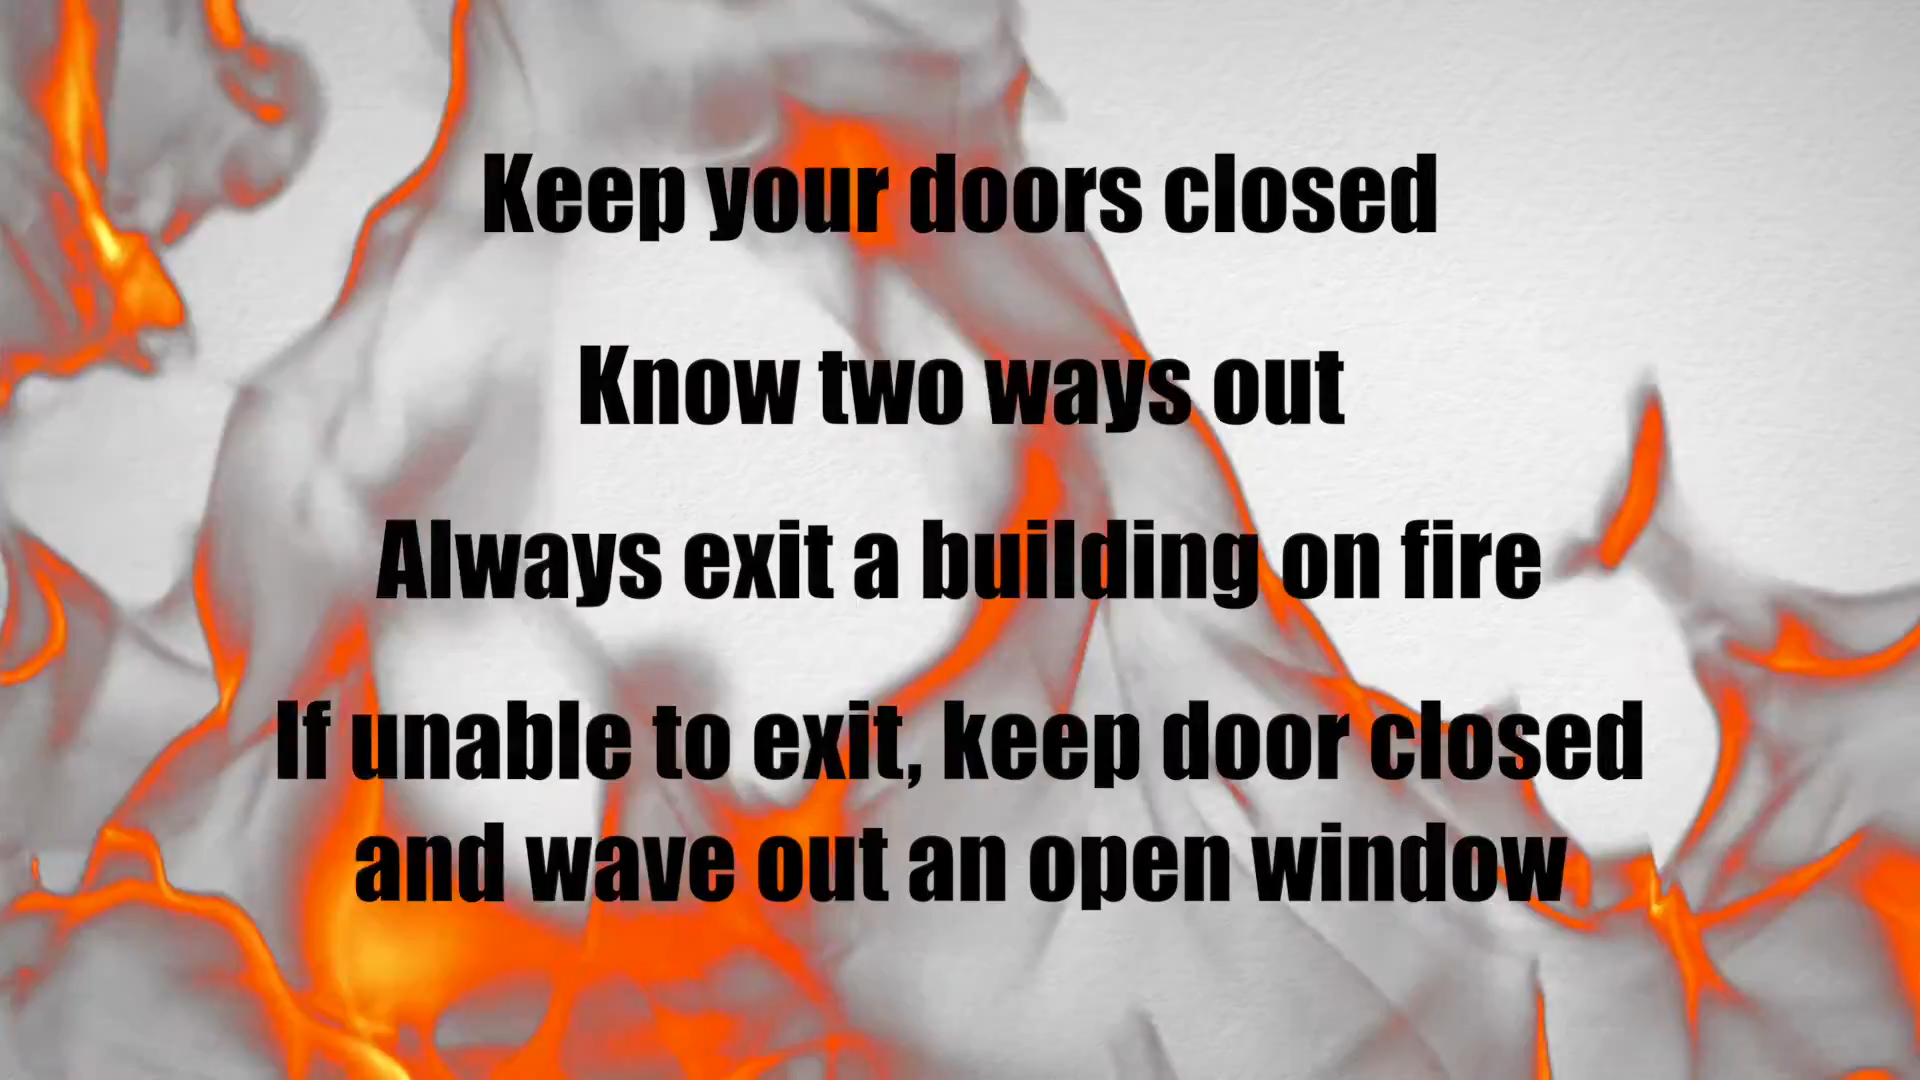 Keep your doors closed
Know two ways out
Always exit a building on fire
If unable to exit, keep door closed
and wave out an open window